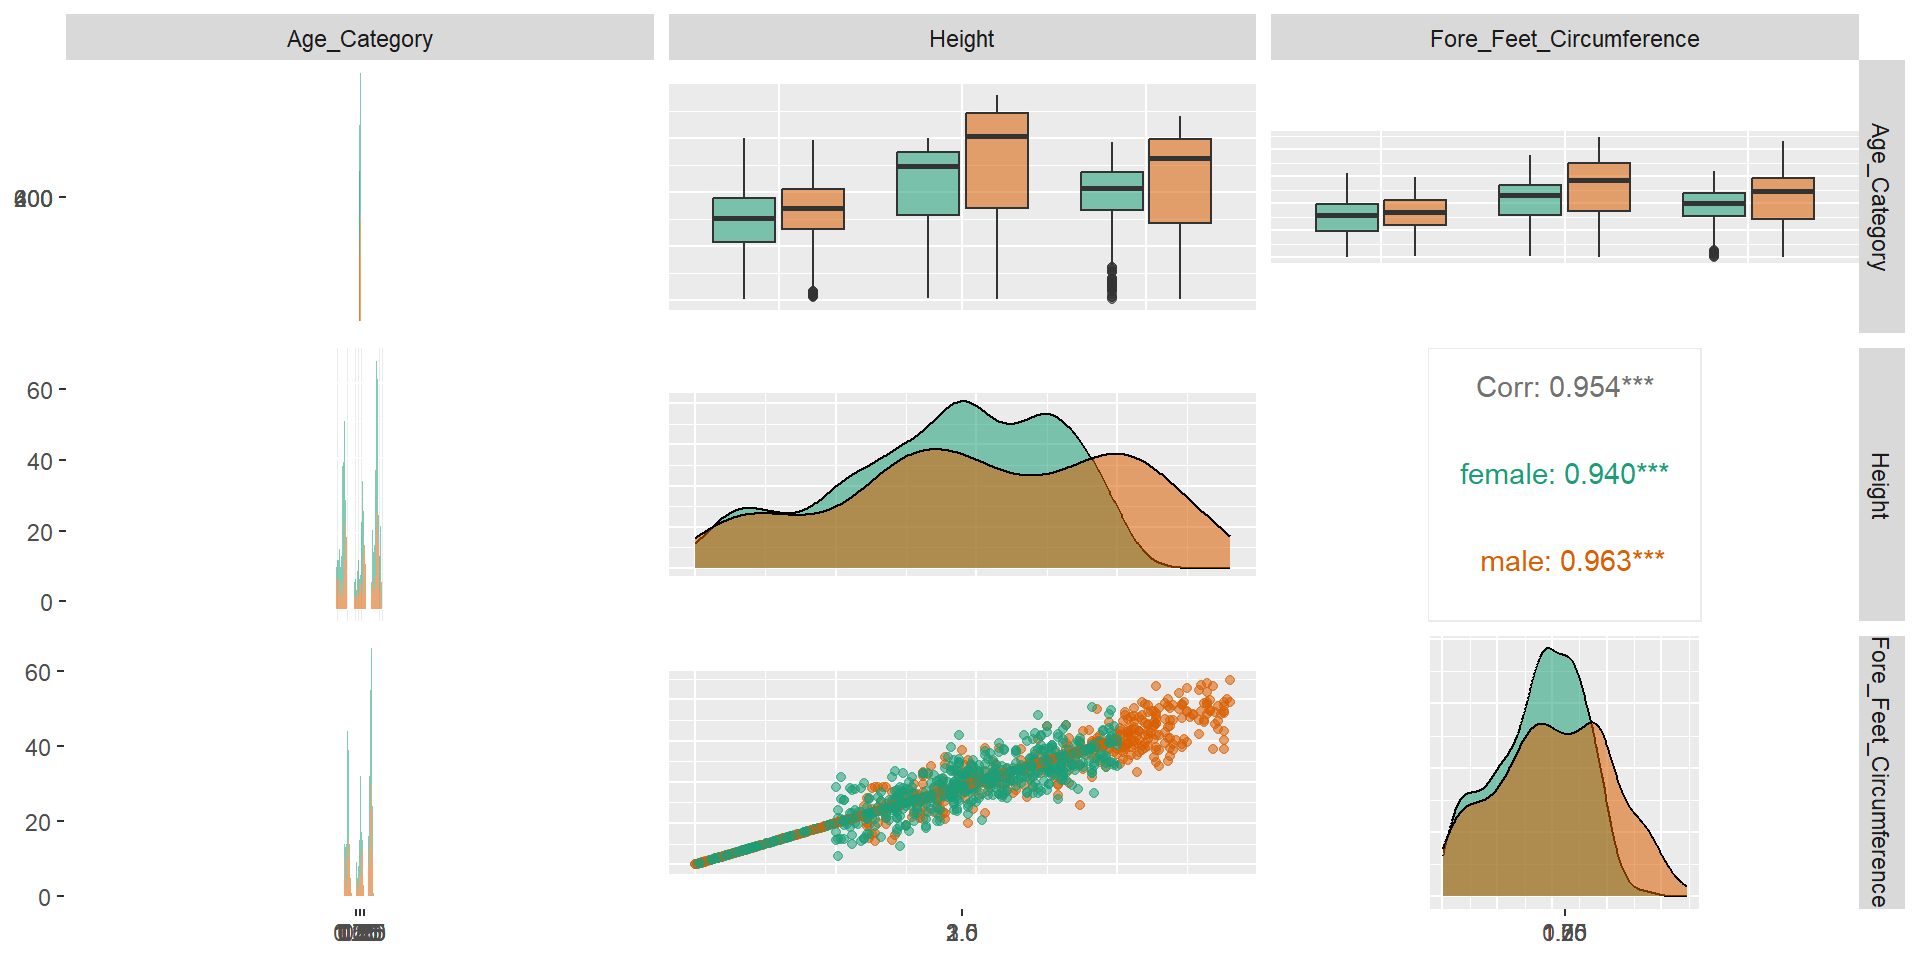 Age_Category
Height
Fore_Feet_Circumference
Age_Category
60
40
20
0
Corr: 0.954***
female: 0.940***
male: 0.963***
Height
60
40
20
0
Fore_Feet_Circumference